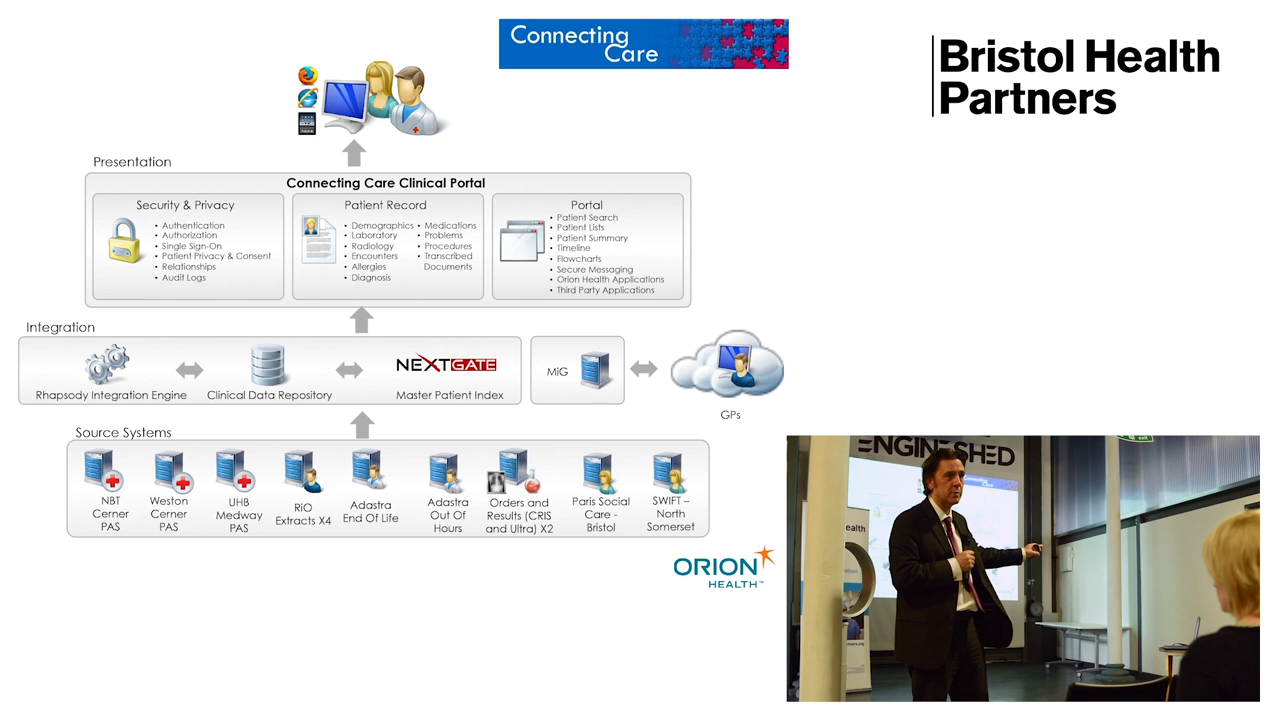 Connecting
Care
Bristol Health
Partners
Presentation
Connecting Care Clinical Portal
Security & Privacy
• Authentication
• Authorization
• Single Sign-On
• Patient Privacy & Consent
• Relationships
• Audit Logs
Patient Record
• Demographics
• Laboratory
• Radiology
• Encounters
• Allergies
• Diagnosis
• Medications
• Problems
• Procedures
• Transcribed
Documents
Portal
• Patient Search
• Patient Lists
• Patient Summary
• Timeline
• Flowcharts
• Secure Messaging
• Orion Health Applications
• Third Party Applications
Integration
Rhapsody Integration Engine
Clinical Data Repository
NEXTGATE
Master Patient Index
MiG
GPs
Source Systems
NBT
Cerner
PAS
Weston
Cerner
PAS
UHB
Medway
PAS
RiO
Extracts X4
Adastra
End Of Life
Adastra
Out Of
Hours
Orders and
Results (CRIS
and Ultra) X2
Paris Social
Care -
Bristol
SWIFT –
North
Somerset
ORION
HEALTH™
ENGINE SHED
Connecting
Care
ealth